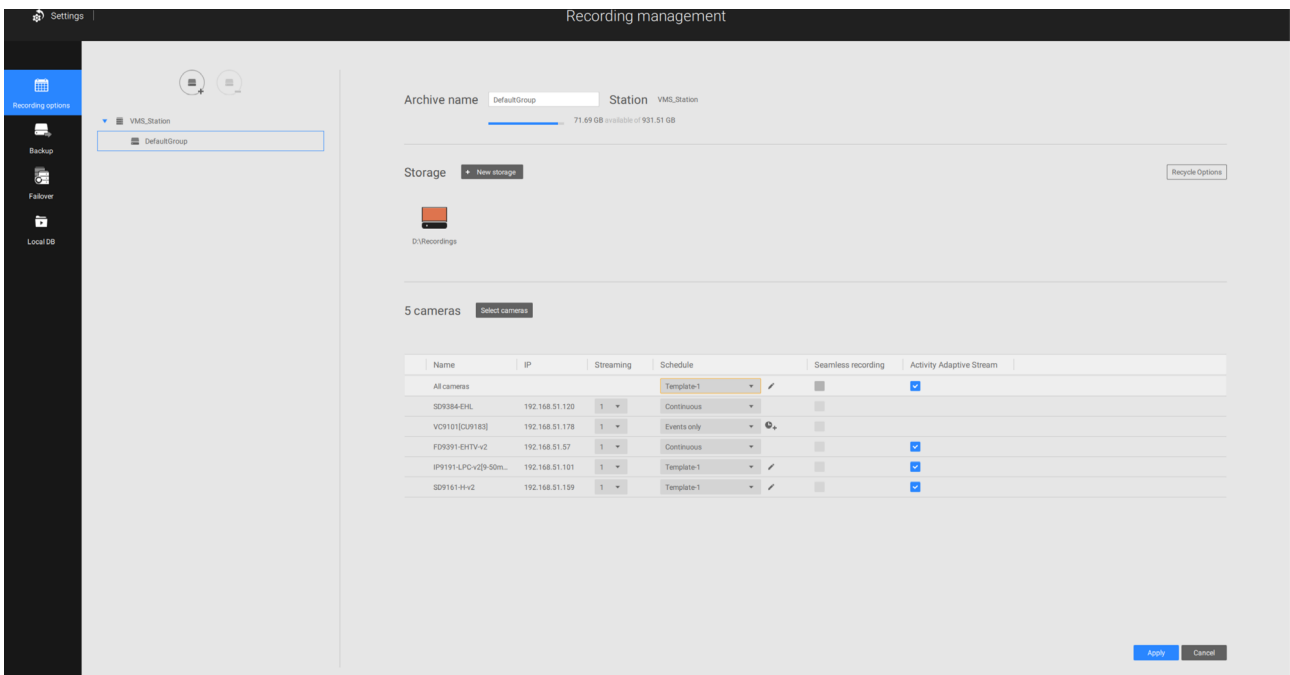 Settings
Recording management
Recording options
Backup
Failover
Local DB
VMS_Station
DefaultGroup
Archive name DefaultGroup Station VMS_Station
71.69 GB available of 931.51 GB
Storage + New storage Recycle Options
D:\Recordings
5 cameras Select cameras
Name IP Streaming Schedule Seamless recording Activity Adaptive Stream
All cameras Template-1
SD9384-EHL 192.168.51.120 1 Continuous
VC9101[CU9183] 192.168.51.178 1 Events only
FD9391-EHTV-v2 192.168.51.57 1 Continuous
IP9191-LPC-v2[9-50m... 192.168.51.101 1 Template-1
SD9161-H-v2 192.168.51.159 1 Template-1
Apply Cancel